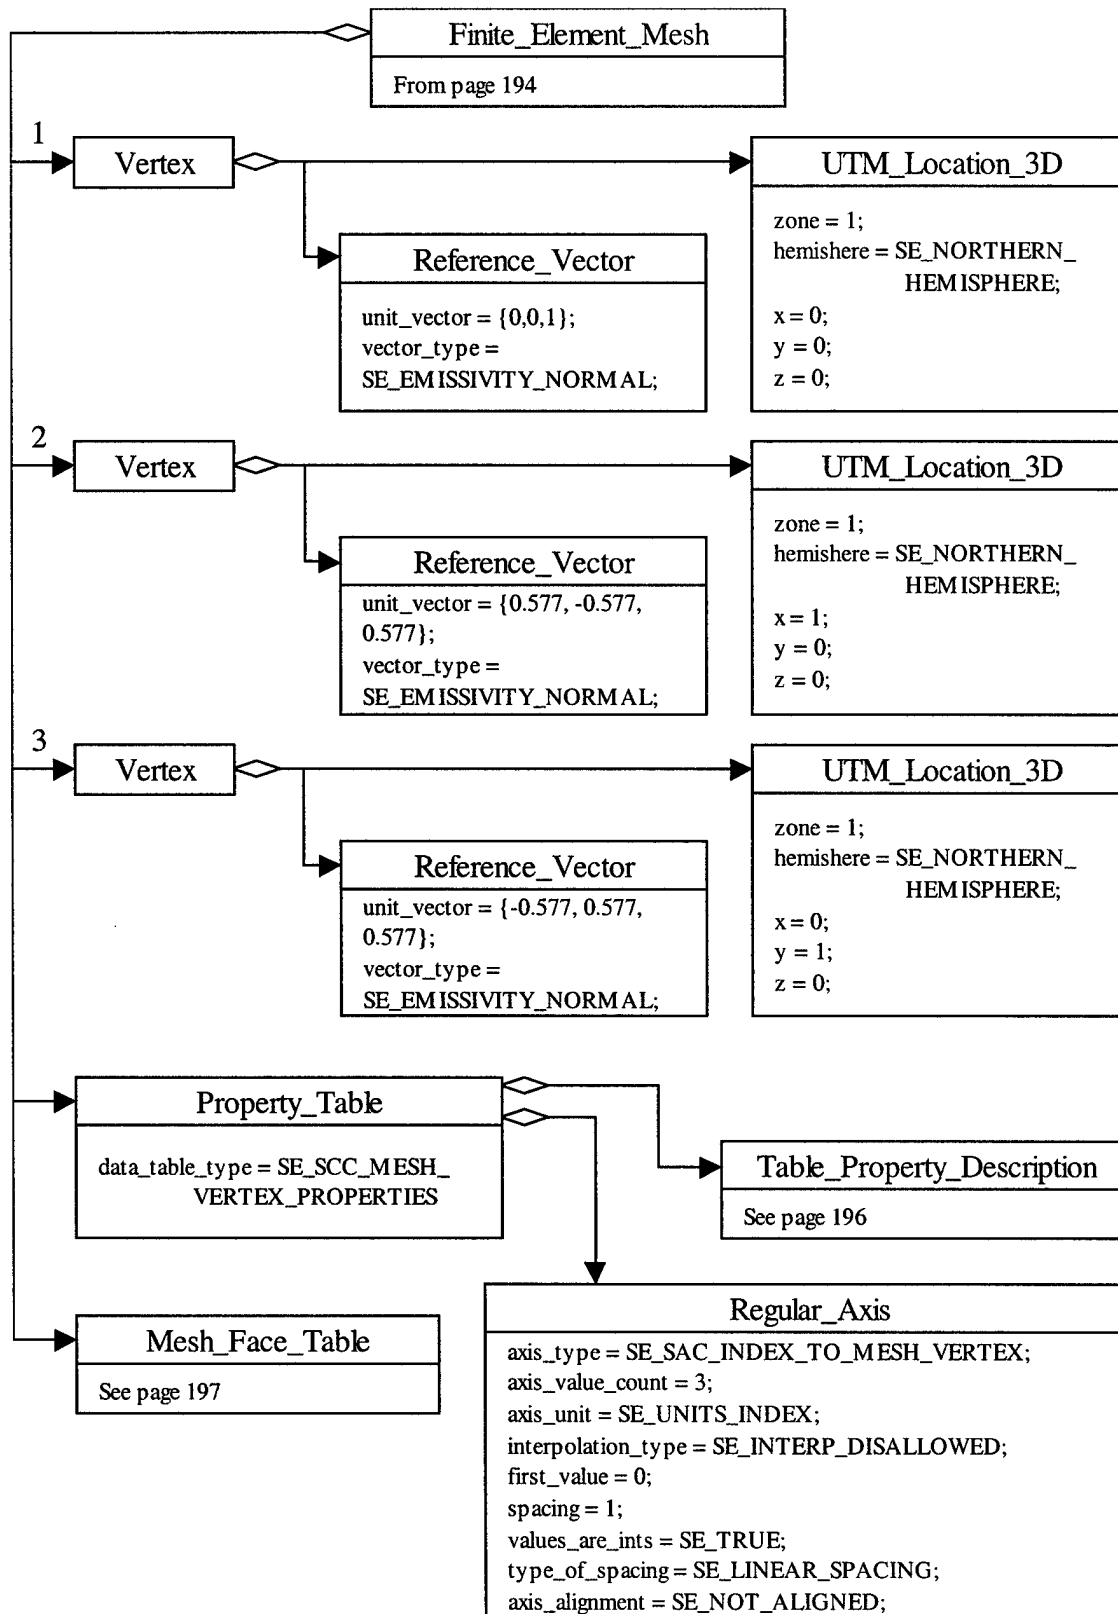 Finite_Element_Mesh
From page 194
1
Vertex
UTM_Location_3D
zone = 1;
hemishere = SE_NORTHERN_
HEMISPHERE;
x = 0;
y = 0;
z = 0;
Reference_Vector
unit_vector = {0,0,1};
vector_type =
SE_EMISSIVITY_NORMAL;
2
Vertex
UTM_Location_3D
zone = 1;
hemishere = SE_NORTHERN_
HEMISPHERE;
x = 1;
y = 0;
z = 0;
Reference_Vector
unit_vector = {0.577, -0.577,
0.577};
vector_type =
SE_EMISSIVITY_NORMAL;
3
Vertex
UTM_Location_3D
zone = 1;
hemishere = SE_NORTHERN_
HEMISPHERE;
x = 0;
y = 1;
z = 0;
Reference_Vector
unit_vector = {-0.577, 0.577,
0.577};
vector_type =
SE_EMISSIVITY_NORMAL;
Property_Table
data_table_type = SE_SCC_MESH_
VERTEX_PROPERTIES
Table_Property_Description
See page 196
Mesh_Face_Table
See page 197
Regular_Axis
axis_type = SE_SAC_INDEX_TO_MESH_VERTEX;
axis_value_count = 3;
axis_unit = SE_UNITS_INDEX;
interpolation_type = SE_INTERP_DISALLOWED;
first_value = 0;
spacing = 1;
values_are_ints = SE_TRUE;
type_of_spacing = SE_LINEAR_SPACING;
axis_alignment = SE_NOT_ALIGNED;